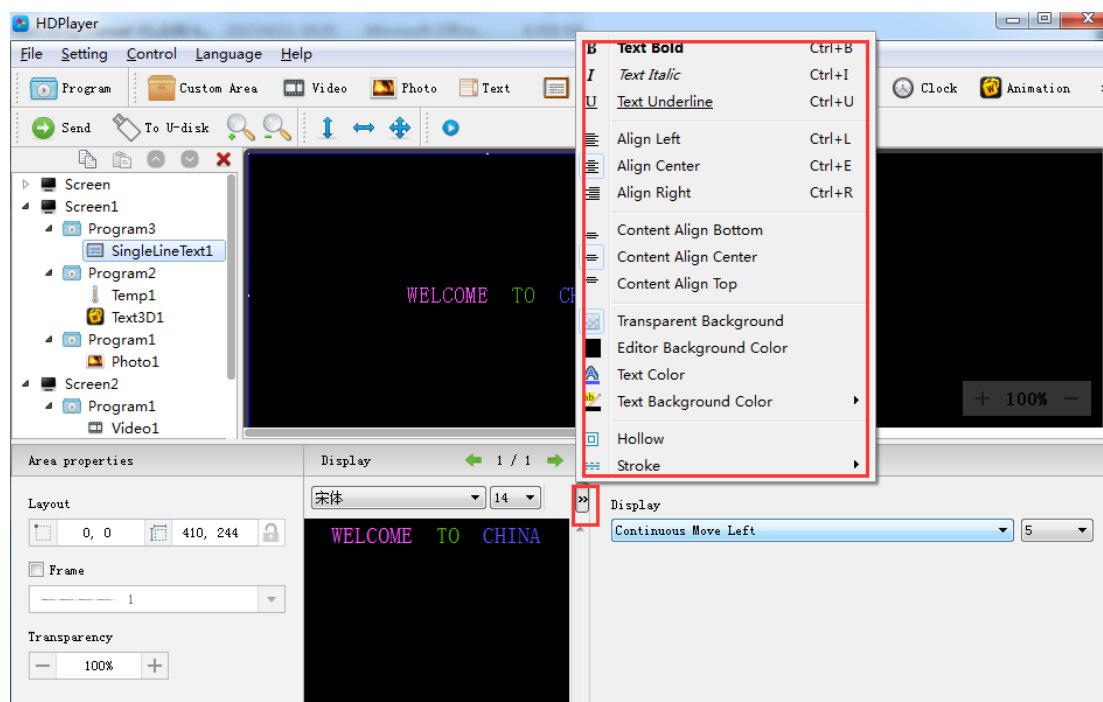 HDPlayer
File Setting Control Language Help
Program Custom Area Video Photo Text Clock Animation
Send To U-disk
Screen
Screen1
Program3
SingleLineText1
Program2
Temp1
Text3D1
Program1
Photo1
Screen2
Program1
Video1
WELCOME TO
+ 100% −
B Text Bold Ctrl+B
I Text Italic Ctrl+I
U Text Underline Ctrl+U
Align Left Ctrl+L
Align Center Ctrl+E
Align Right Ctrl+R
Content Align Bottom
Content Align Center
Content Align Top
Transparent Background
Editor Background Color
Text Color
Text Background Color
Hollow
Stroke
Area properties
Layout
0, 0 410, 244
Frame
1
Transparency
− 100% +
Display 1 / 1
宋体 14 »
WELCOME TO CHINA
Display
Continuous Move Left 5